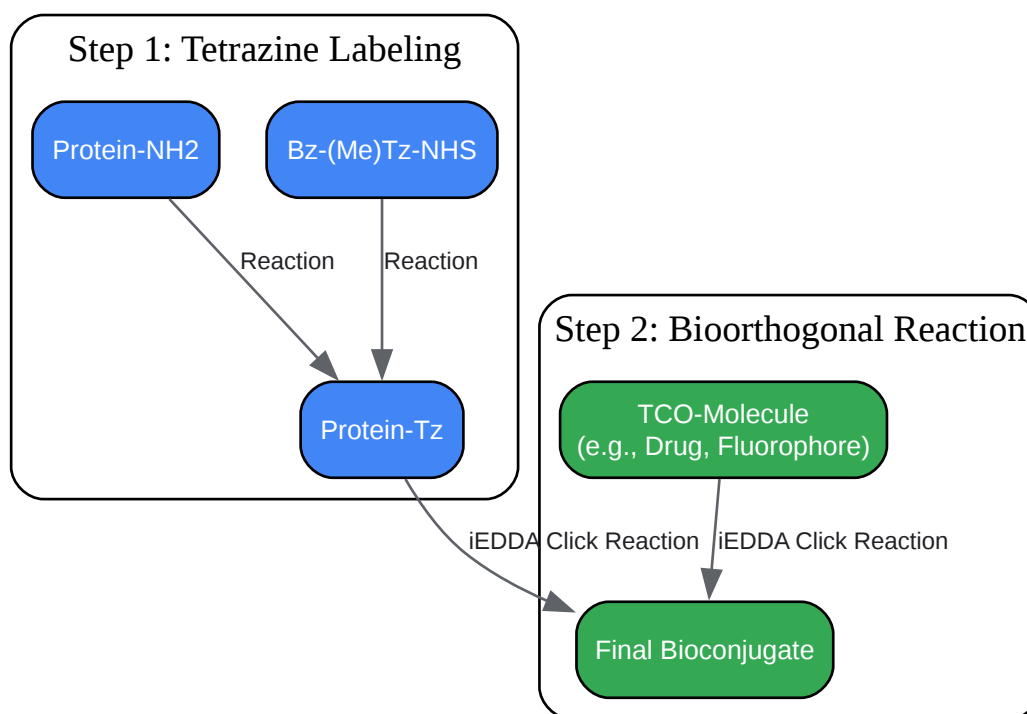 Step 1: Tetrazine Labeling
Protein-NH2
Bz-(Me)Tz-NHS
Reaction
Reaction
Protein-Tz
Step 2: Bioorthogonal Reaction
TCO-Molecule
(e.g., Drug, Fluorophore)
iEDDA Click Reaction
iEDDA Click Reaction
Final Bioconjugate